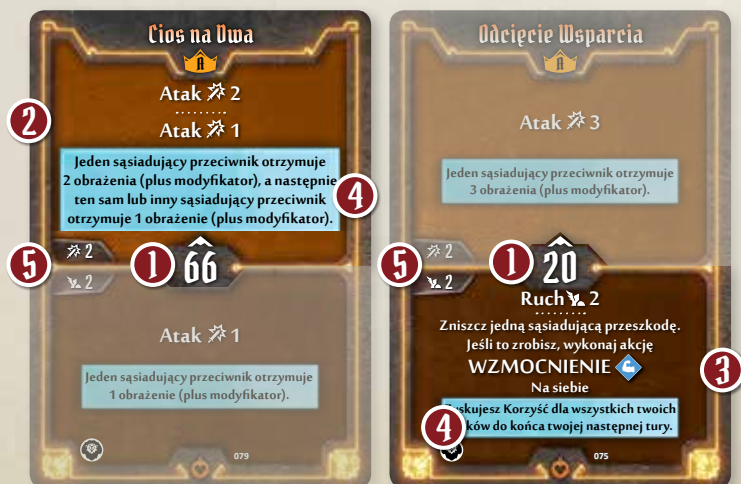 Cios na Dwa
A
Atak 2
Atak 1
Jeden sąsiadujący przeciwnik otrzymuje
2 obrażenia (plus modyfikator), a następnie
ten sam lub inny sąsiadujący przeciwnik
otrzymuje 1 obrażenie (plus modyfikator).
2
4
2
2
5
1
66
Atak 1
Jeden sąsiadujący przeciwnik otrzymuje
1 obrażenie (plus modyfikator).
079
Odcięcie Wsparcia
A
Atak 3
Jeden sąsiadujący przeciwnik otrzymuje
3 obrażenia (plus modyfikator).
2
2
5
1
20
Ruch 2
Zniszcz jedną sąsiadującą przeszkodę.
Jeśli to zrobisz, wykonaj akcję
WZMOCNIENIE
Na siebie
3
Korzyść dla wszystkich twoich
do końca twojej następnej tury.
4
075